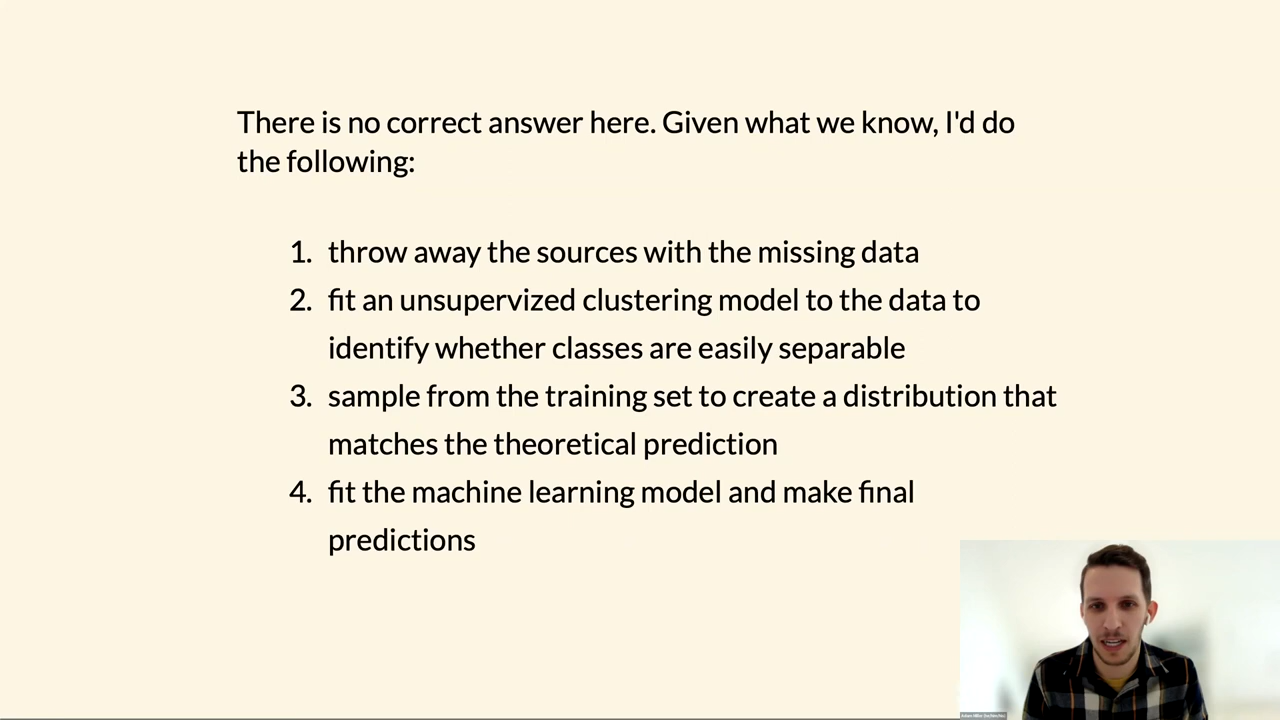 There is no correct answer here. Given what we know, I'd do
the following:
1. throw away the sources with the missing data
2. fit an unsupervized clustering model to the data to
identify whether classes are easily separable
3. sample from the training set to create a distribution that
matches the theoretical prediction
4. fit the machine learning model and make final
predictions